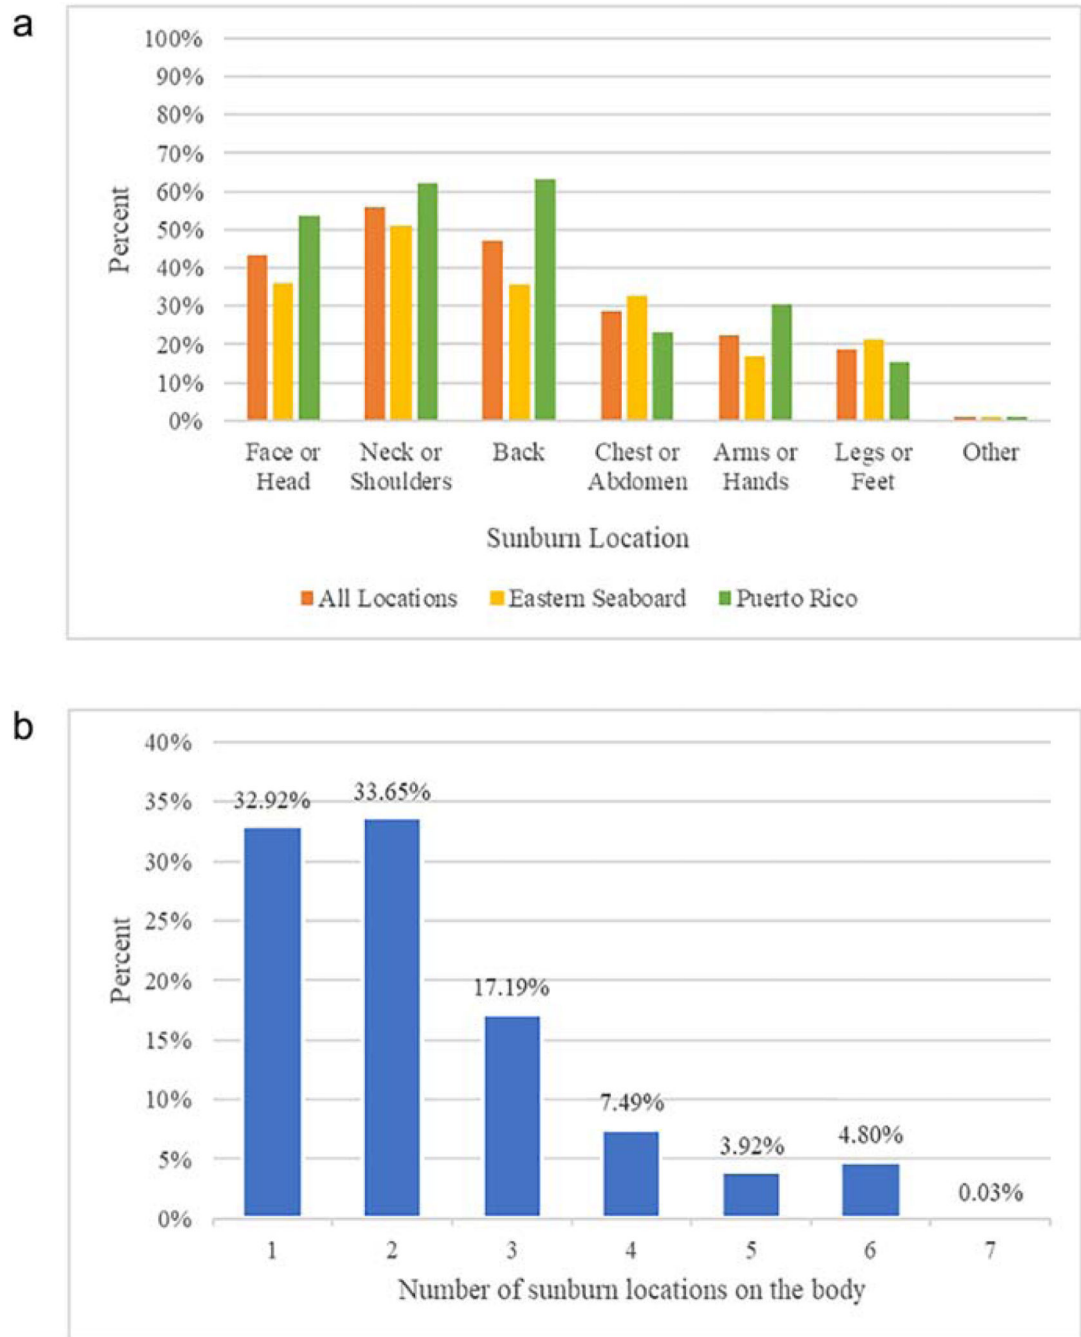 a
100%
90%
80%
70%
60%
50%
40%
30%
20%
10%
0%
Percent
Face or Head
Neck or Shoulders
Back
Chest or Abdomen
Arms or Hands
Legs or Feet
Other
Sunburn Location
All Locations Eastern Seaboard Puerto Rico
b
40%
35%
30%
25%
20%
15%
10%
5%
0%
Percent
32.92%
33.65%
17.19%
7.49%
3.92%
4.80%
0.03%
1 2 3 4 5 6 7
Number of sunburn locations on the body